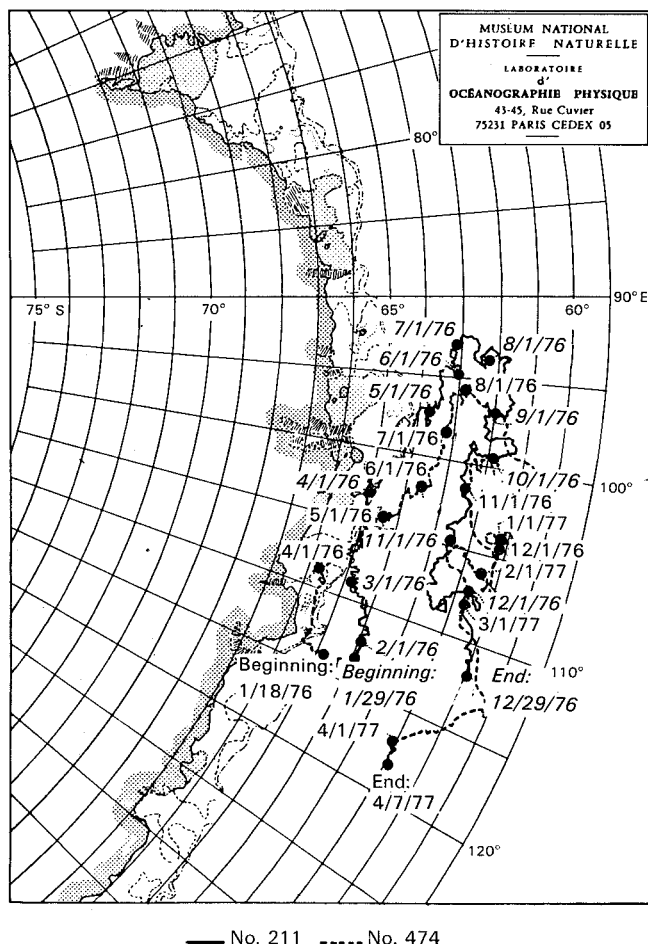 MUSEUM NATIONAL
D'HISTOIRE NATURELLE
LABORATOIRE
d'
OCÉANOGRAPHIE PHYSIQUE
43-45, Rue Cuvier
75231 PARIS CEDEX 05
80°
75° S
70°
65°
60°
90° E
7/1/76
8/1/76
6/1/76
8/1/76
5/1/76
9/1/76
7/1/76
6/1/76
4/1/76
10/1/76
100°
11/1/76
5/1/76
1/1/77
11/1/76
12/1/76
4/1/76
2/1/77
3/1/76
12/1/76
3/1/77
2/1/76
110°
Beginning:
1/18/76
Beginning:
1/29/76
End:
12/29/76
4/1/77
End:
4/7/77
120°
No. 211
No. 474